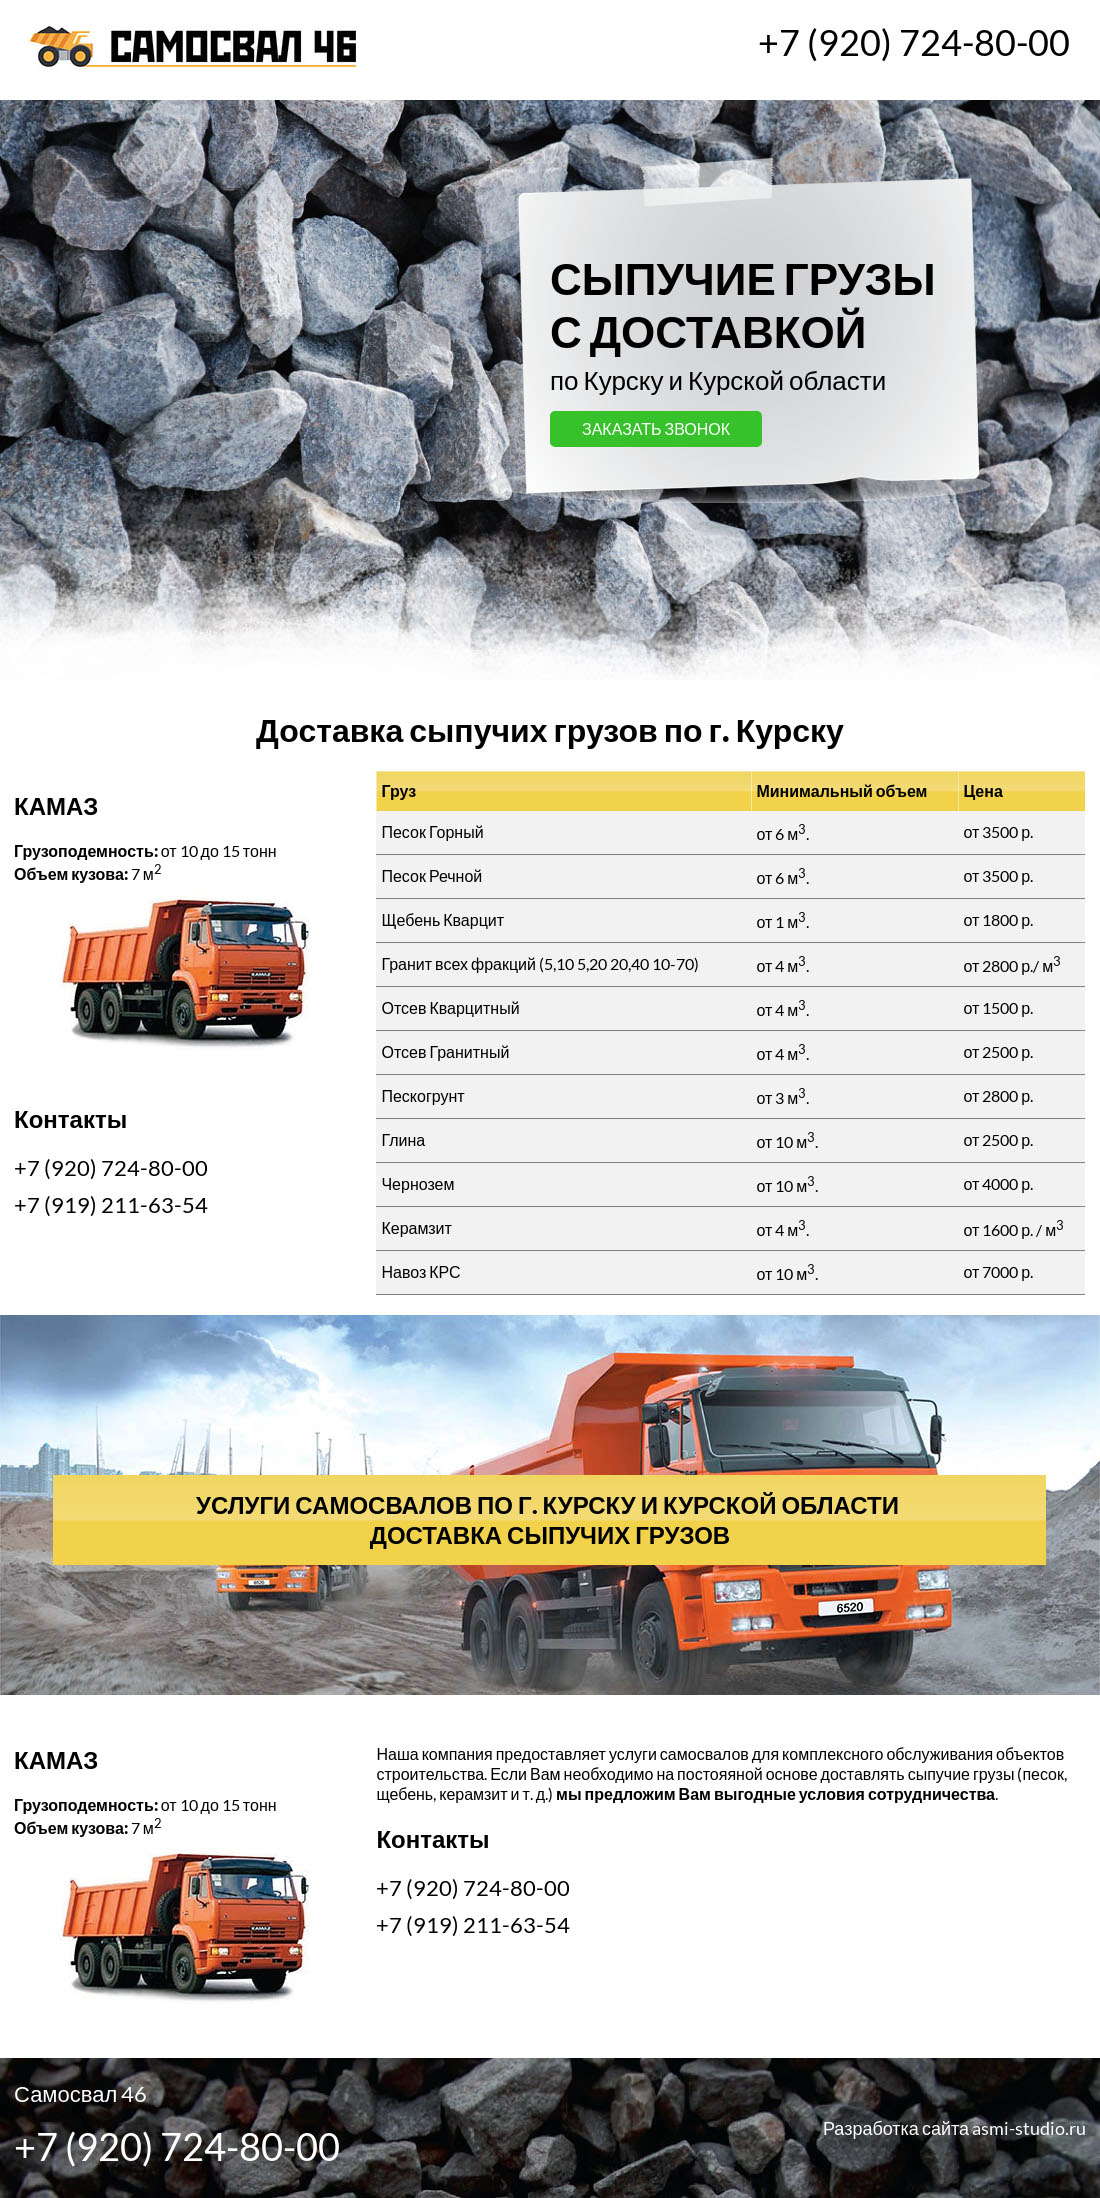 САМОСВАЛ 46
+7 (920) 724-80-00
СЫПУЧИЕ ГРУЗЫ
С ДОСТАВКОЙ
по Курску и Курской области
ЗАКАЗАТЬ ЗВОНОК
Доставка сыпучих грузов по г. Курску
КАМАЗ
Грузоподемность: от 10 до 15 тонн
Объем кузова: 7 м²
КАМАЗ
Контакты
+7 (920) 724-80-00
+7 (919) 211-63-54
Груз Минимальный объем Цена
Песок Горный от 6 м³. от 3500 р.
Песок Речной от 6 м³. от 3500 р.
Щебень Кварцит от 1 м³. от 1800 р.
Гранит всех фракций (5,10 5,20 20,40 10-70) от 4 м³. от 2800 р./ м³
Отсев Кварцитный от 4 м³. от 1500 р.
Отсев Гранитный от 4 м³. от 2500 р.
Пескогрунт от 3 м³. от 2800 р.
Глина от 10 м³. от 2500 р.
Чернозем от 10 м³. от 4000 р.
Керамзит от 4 м³. от 1600 р. / м³
Навоз КРС от 10 м³. от 7000 р.
УСЛУГИ САМОСВАЛОВ ПО Г. КУРСКУ И КУРСКОЙ ОБЛАСТИ
ДОСТАВКА СЫПУЧИХ ГРУЗОВ
6520
6520
КАМАЗ
Грузоподемность: от 10 до 15 тонн
Объем кузова: 7 м²
КАМАЗ
Наша компания предоставляет услуги самосвалов для комплексного обслуживания объектов
строительства. Если Вам необходимо на постояяной основе доставлять сыпучие грузы (песок,
щебень, керамзит и т. д.) мы предложим Вам выгодные условия сотрудничества.
Контакты
+7 (920) 724-80-00
+7 (919) 211-63-54
Самосвал 46
+7 (920) 724-80-00
Разработка сайта asmi-studio.ru